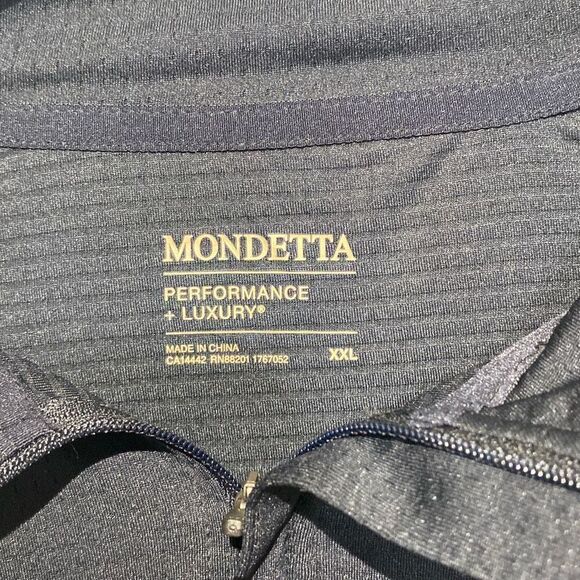 MONDETTA
PERFORMANCE
+ LUXURY®
MADE IN CHINA
CA14442 RN88201 1767052
XXL